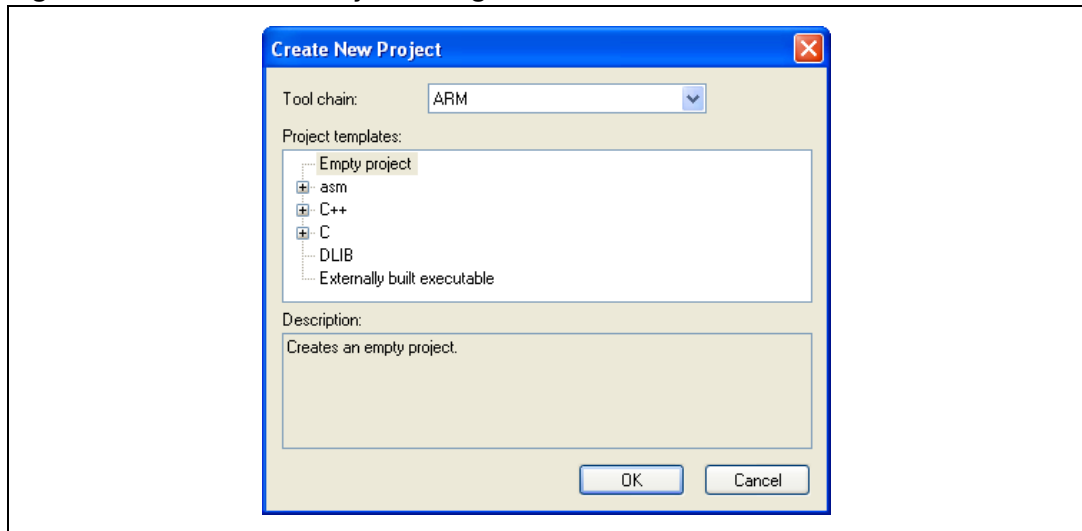 Create New Project
Tool chain: ARM
Project templates:
Empty project
asm
C++
C
DLIB
Externally built executable
Description:
Creates an empty project.
OK Cancel